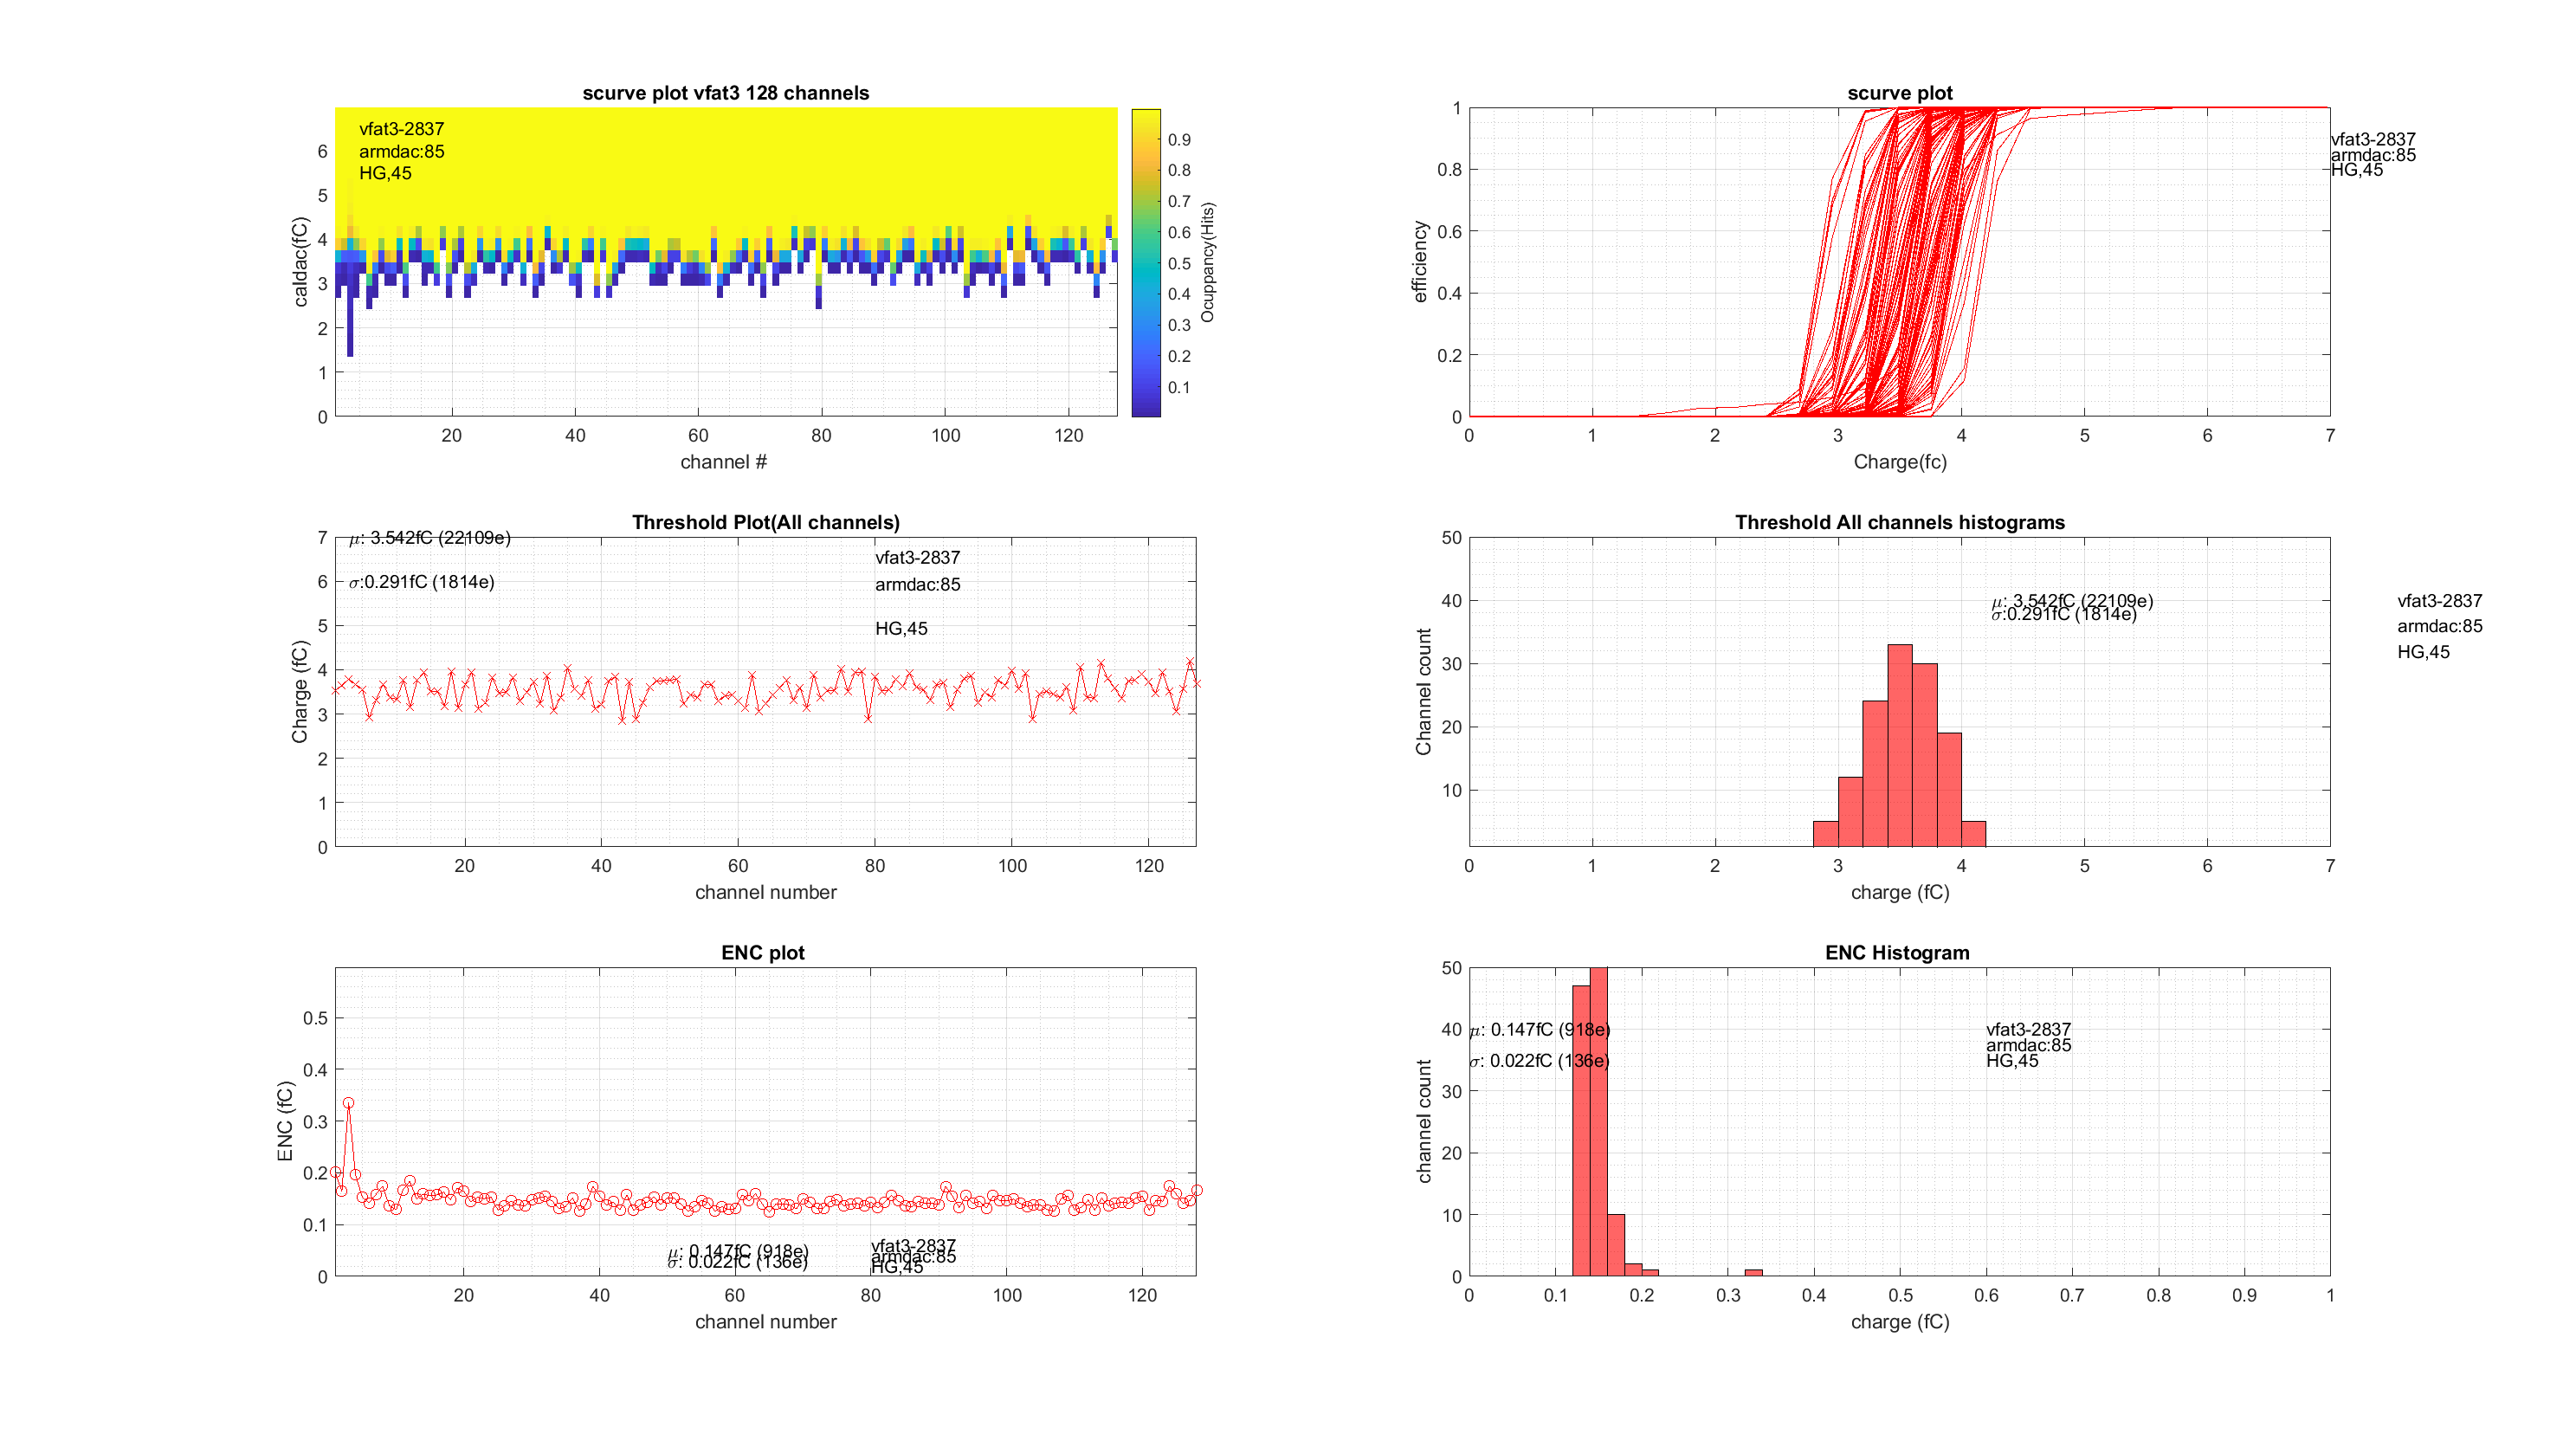 scurve plot vfat3 128 channels
vfat3-2837
armdac:85
HG,45
caldac(fC)
6
5
4
3
2
1
0
20
40
60
80
100
120
channel #
0.9
0.8
0.7
0.6
0.5
0.4
0.3
0.2
0.1
Ocuppancy(Hits)
scurve plot
vfat3-2837
armdac:85
HG,45
efficiency
1
0.8
0.6
0.4
0.2
0
0
1
2
3
4
5
6
7
Charge(fc)
Threshold Plot(All channels)
μ: 3.542fC (22109e)
σ:0.291fC (1814e)
vfat3-2837
armdac:85
HG,45
Charge (fC)
7
6
5
4
3
2
1
0
20
40
60
80
100
120
channel number
Threshold All channels histograms
μ: 3.542fC (22109e)
σ:0.291fC (1814e)
vfat3-2837
armdac:85
HG,45
Channel count
50
40
30
20
10
0
1
2
3
4
5
6
7
charge (fC)
ENC plot
ENC (fC)
0.5
0.4
0.3
0.2
0.1
0
μ: 0.147fC (918e)
σ: 0.022fC (136e)
vfat3-2837
armdac:85
HG,45
20
40
60
80
100
120
channel number
ENC Histogram
μ: 0.147fC (918e)
σ: 0.022fC (136e)
vfat3-2837
armdac:85
HG,45
channel count
50
40
30
20
10
0
0
0.1
0.2
0.3
0.4
0.5
0.6
0.7
0.8
0.9
1
charge (fC)